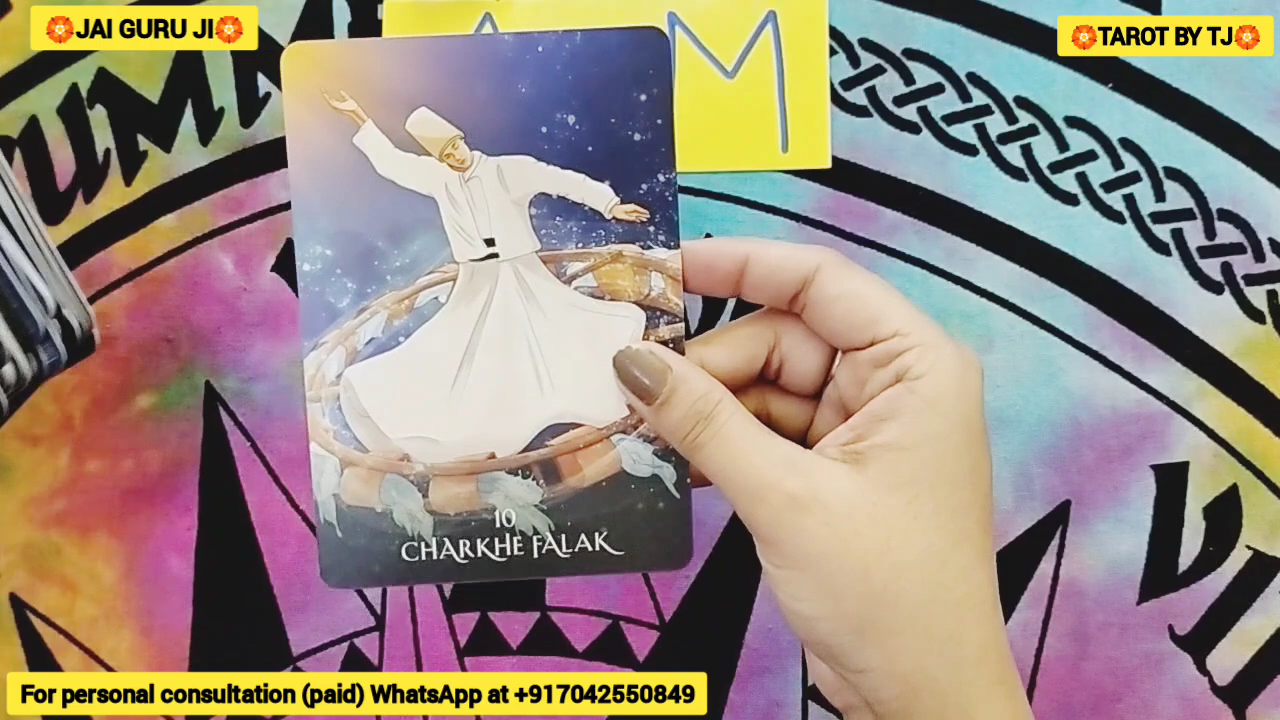 🏵️JAI GURU JI🏵️
🏵️TAROT BY TJ🏵️
M
10
CHARKHE FALAK
For personal consultation (paid) WhatsApp at +917042550849